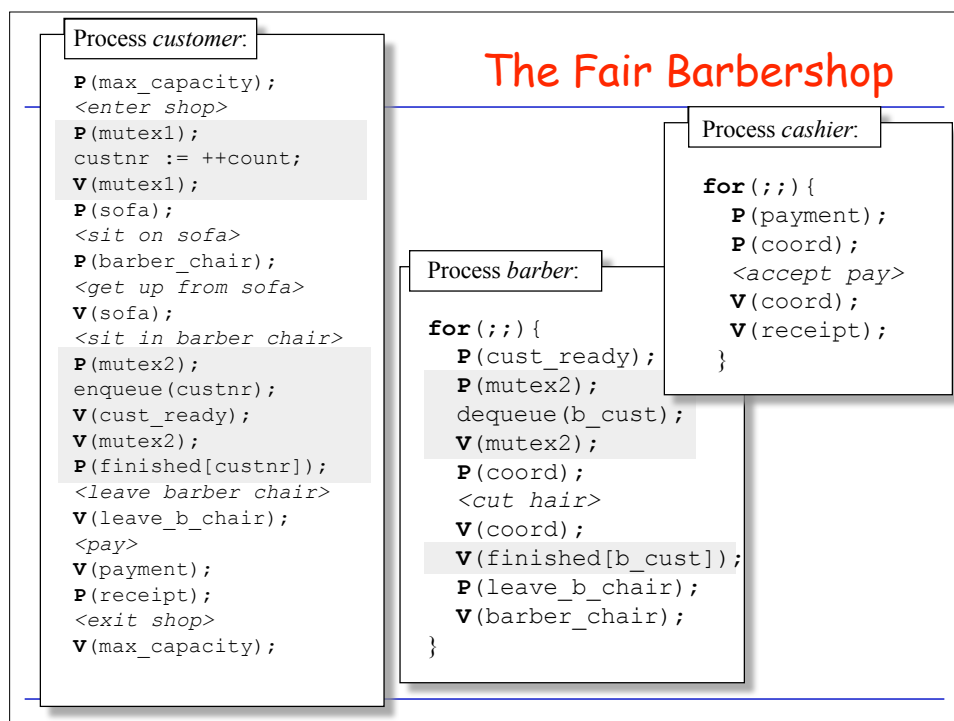 The Fair Barbershop
Process customer:
P(max_capacity);
<enter shop>
P(mutex1);
custnr := ++count;
V(mutex1);
P(sofa);
<sit on sofa>
P(barber_chair);
<get up from sofa>
V(sofa);
<sit in barber chair>
P(mutex2);
enqueue(custnr);
V(cust_ready);
V(mutex2);
P(finished[custnr]);
<leave barber chair>
V(leave_b_chair);
<pay>
V(payment);
P(receipt);
<exit shop>
V(max_capacity);
Process barber:
for(;;){
P(cust_ready);
P(mutex2);
dequeue(b_cust);
V(mutex2);
P(coord);
<cut hair>
V(coord);
V(finished[b_cust]);
P(leave_b_chair);
V(barber_chair);
}
Process cashier:
for(;;){
P(payment);
P(coord);
<accept pay>
V(coord);
V(receipt);
}